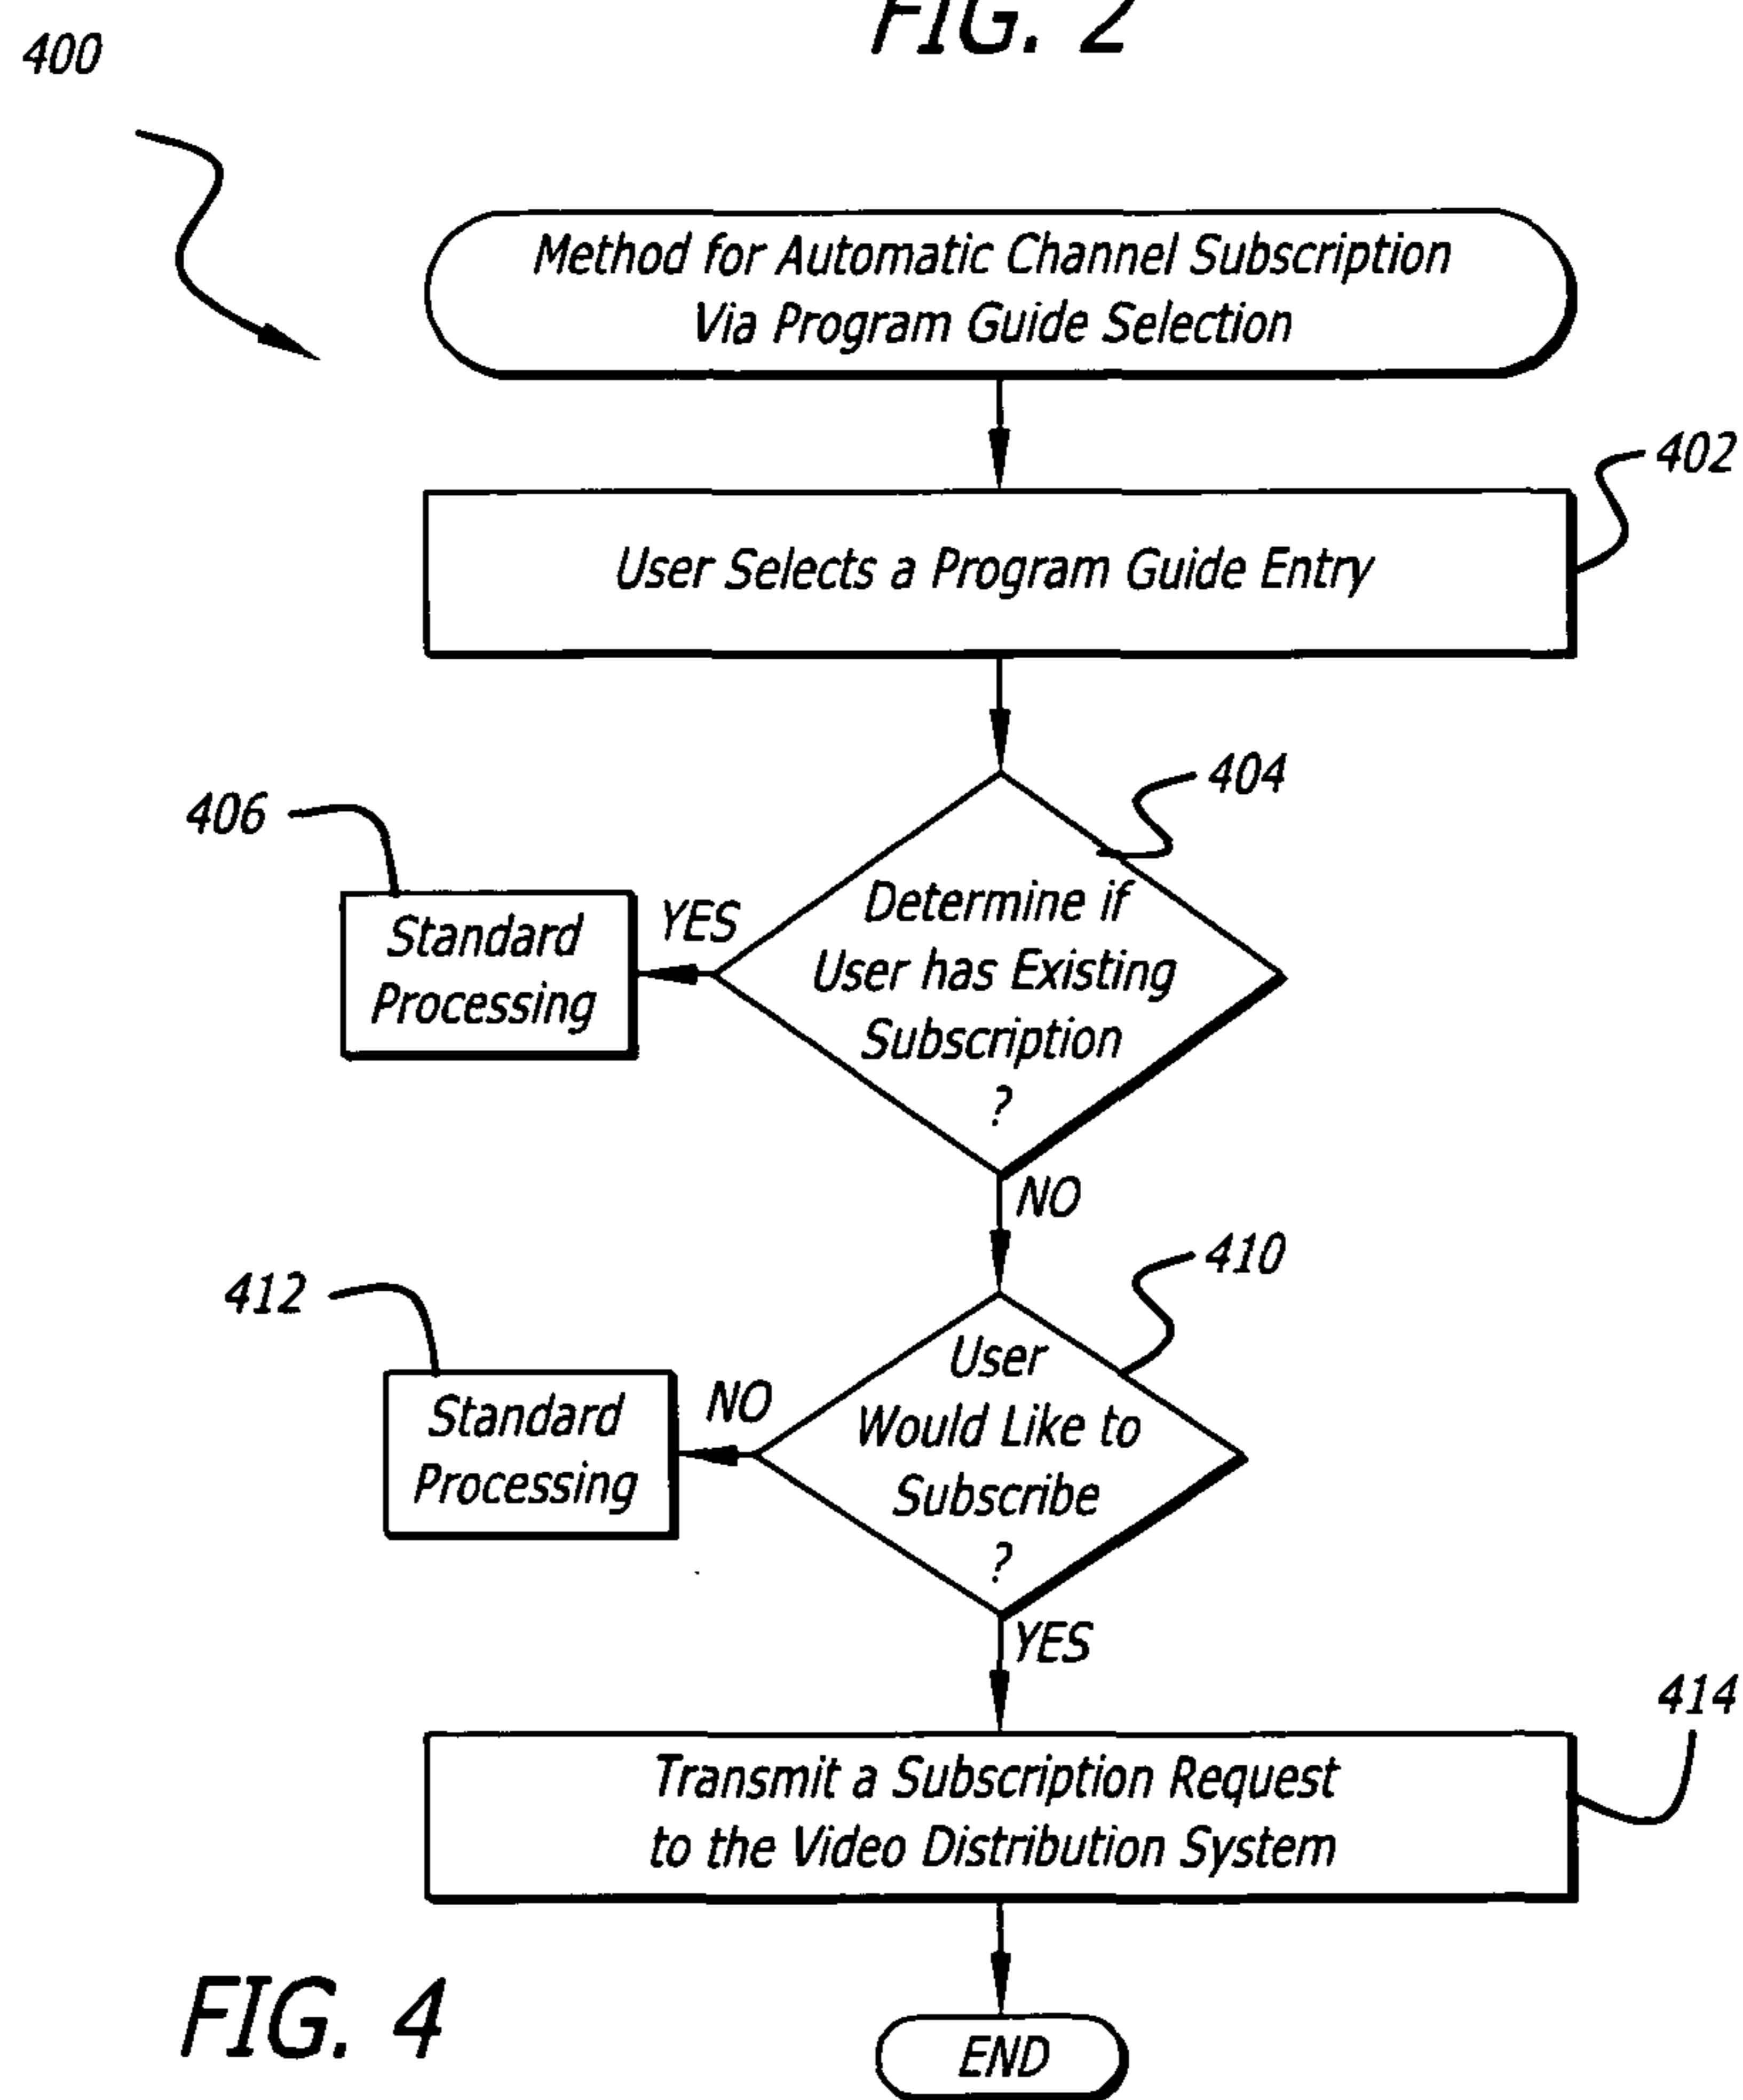 FIG. 2
400
Method for Automatic Channel Subscription
Via Program Guide Selection
402
User Selects a Program Guide Entry
404
406
Determine if
User has Existing
Subscription
?
YES
Standard
Processing
NO
410
412
User
Would Like to
Subscribe
?
NO
Standard
Processing
YES
414
Transmit a Subscription Request
to the Video Distribution System
END
FIG. 4